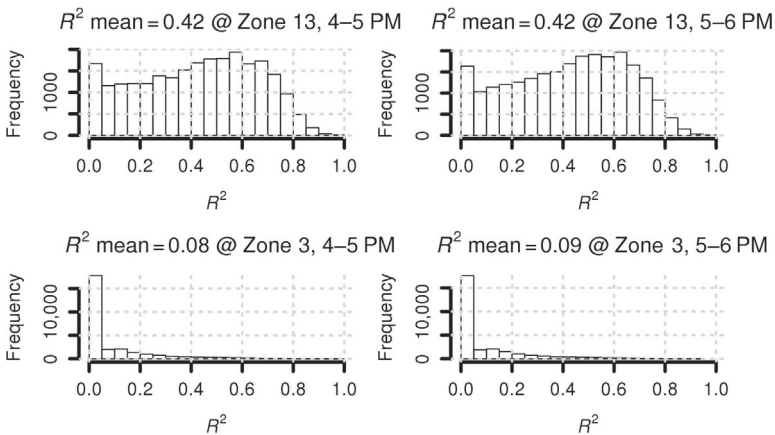 R² mean = 0.42 @ Zone 13, 4–5 PM
Frequency
0 1000
0.0 0.2 0.4 0.6 0.8 1.0
R²
R² mean = 0.42 @ Zone 13, 5–6 PM
Frequency
0 1000
0.0 0.2 0.4 0.6 0.8 1.0
R²
R² mean = 0.08 @ Zone 3, 4–5 PM
Frequency
0 10,000
0.0 0.2 0.4 0.6 0.8 1.0
R²
R² mean = 0.09 @ Zone 3, 5–6 PM
Frequency
0 10,000
0.0 0.2 0.4 0.6 0.8 1.0
R²